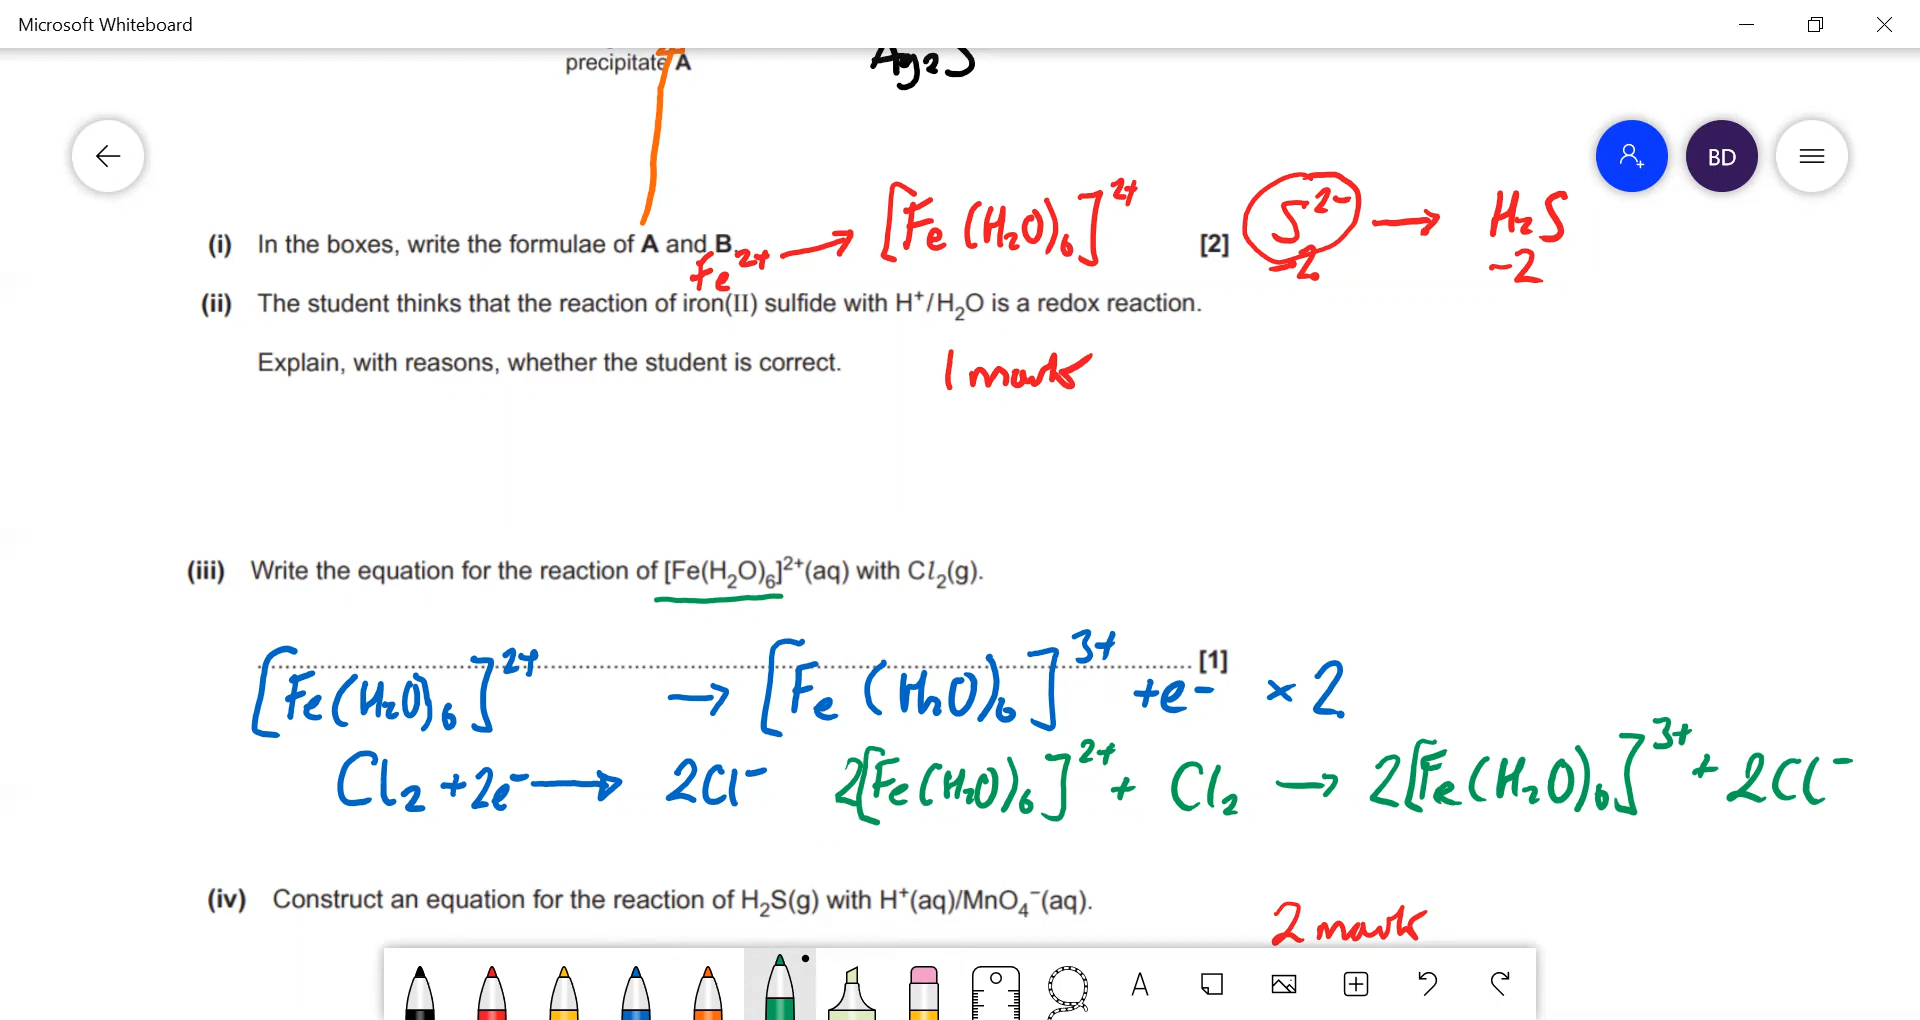 Microsoft Whiteboard
precipitate A
Ag2S
BD
[Fe(H₂O)₆]²⁺
S²⁻ → H₂S
(i) In the boxes, write the formulae of A and B. [2]
Fe²⁺ →
-2 -2
(ii) The student thinks that the reaction of iron(II) sulfide with H⁺/H₂O is a redox reaction.
Explain, with reasons, whether the student is correct. 1 mark
(iii) Write the equation for the reaction of [Fe(H₂O)₆]²⁺(aq) with Cl₂(g).
[1]
[Fe(H₂O)₆]²⁺ → [Fe(H₂O)₆]³⁺ +e- × 2
Cl₂ +2e⁻ → 2Cl⁻ 2[Fe(H₂O)₆]²⁺ + Cl₂ → 2[Fe(H₂O)₆]³⁺ + 2Cl⁻
(iv) Construct an equation for the reaction of H₂S(g) with H⁺(aq)/MnO₄⁻(aq).
2 marks
A